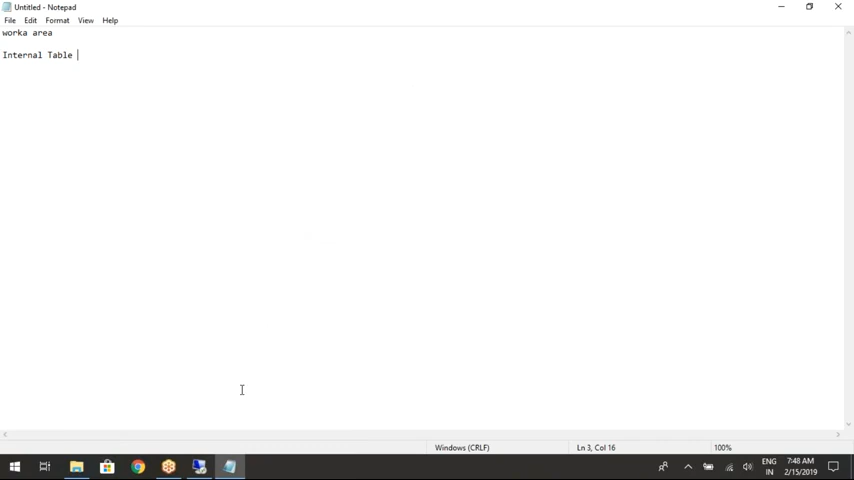 Untitled - Notepad
File Edit Format View Help
worka area
Internal Table
Windows (CRLF) Ln 3, Col 16 100%
ENG 7:48 AM
IN 2/15/2019